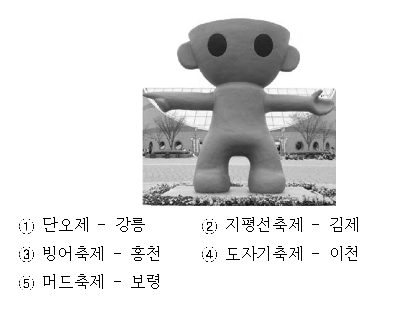 ① 단오제 - 강릉 ② 지평선축제 - 김제
③ 빙어축제 - 홍천 ④ 도자기축제 - 이천
⑤ 머드축제 - 보령